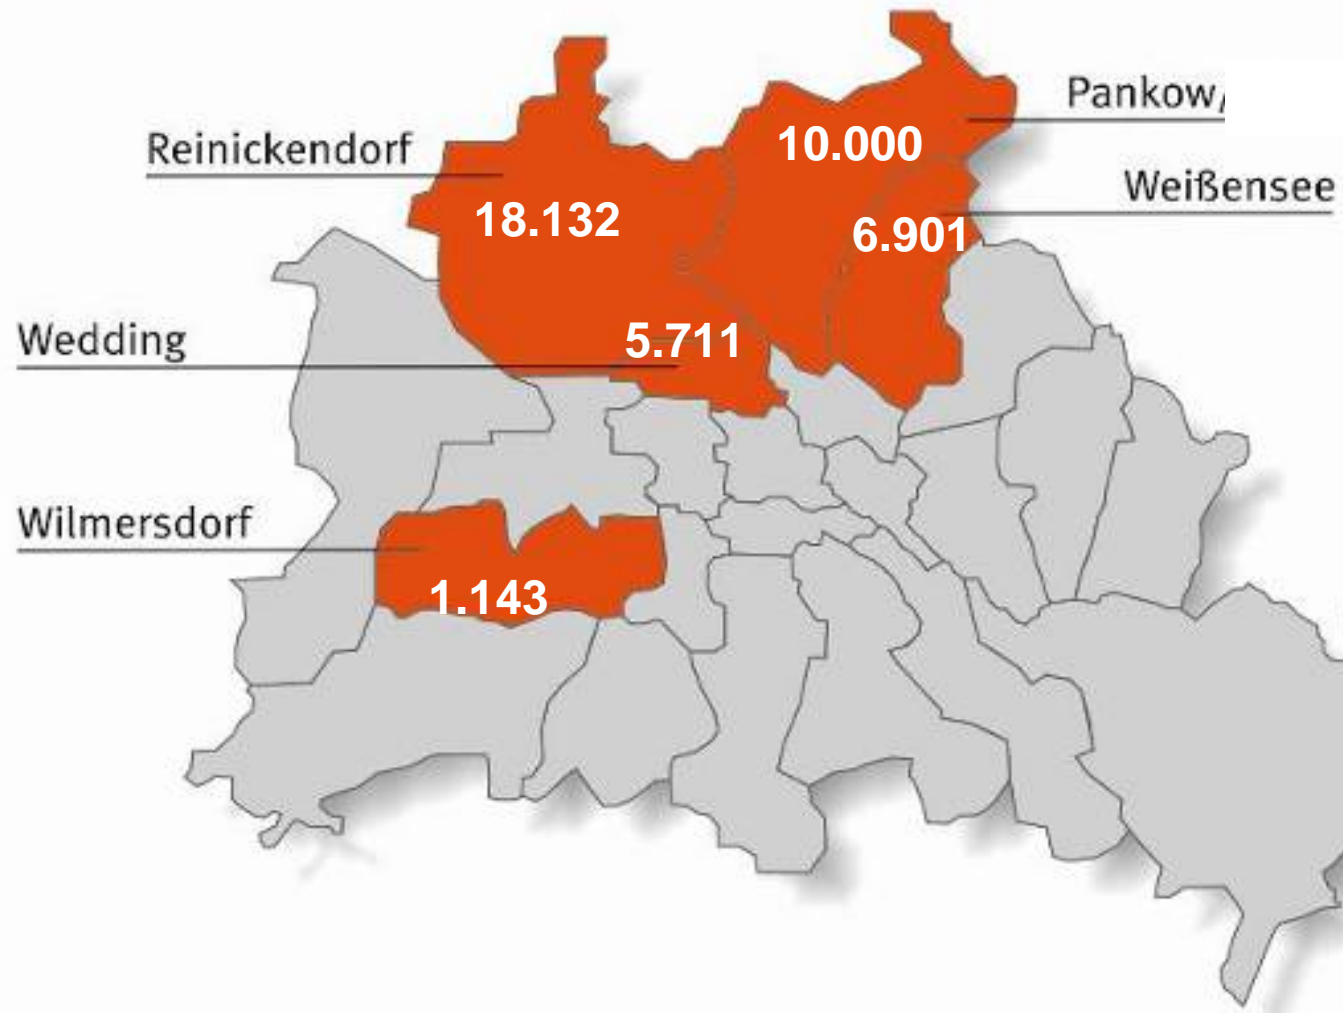 Pankow/
10.000
Reinickendorf
Weißensee
18.132
6.901
Wedding
5.711
Wilmersdorf
1.143